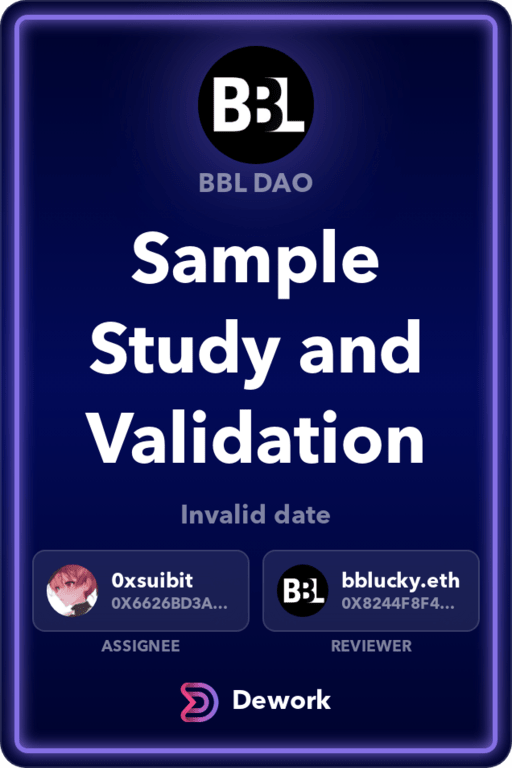 BBL
BBL DAO
Sample
Study and
Validation
Invalid date
0xsuibit
0X6626BD3A...
ASSIGNEE
BBL
bblucky.eth
0X8244F8F4...
REVIEWER
Dework